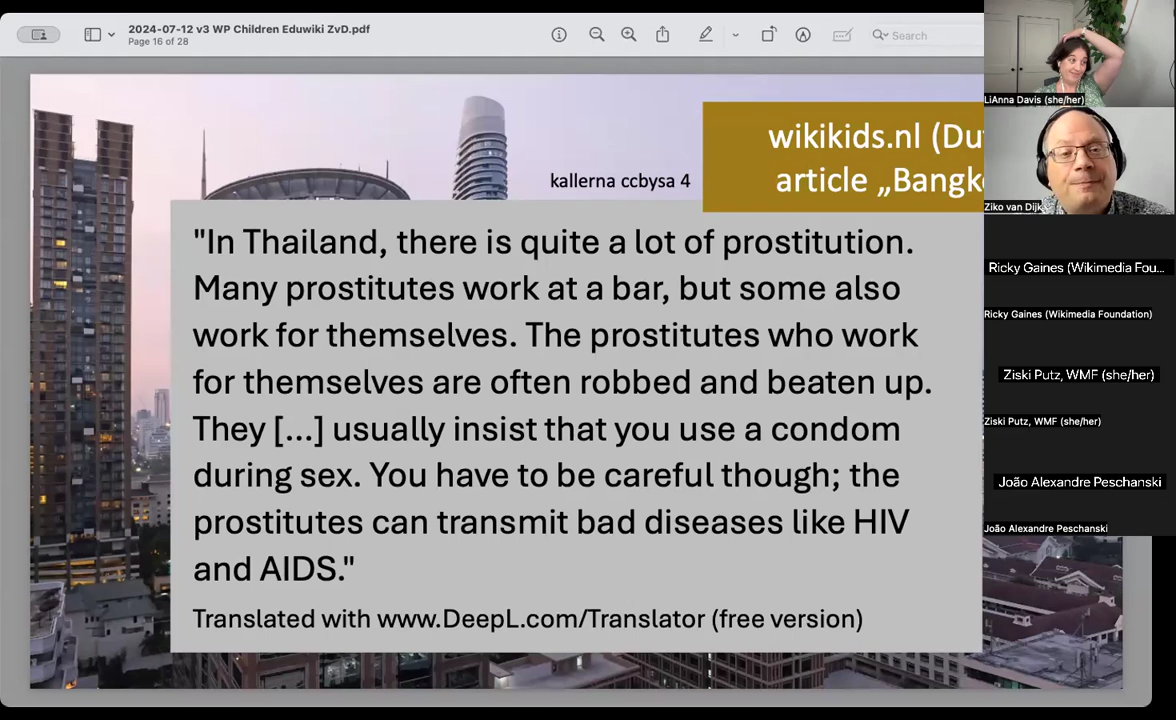 2024-07-12 v3 WP Children Eduwiki ZvD.pdf
Page 16 of 28
Search
wikikids.nl (Du
article „Bangk
kallerna ccbysa 4
"In Thailand, there is quite a lot of prostitution.
Many prostitutes work at a bar, but some also
work for themselves. The prostitutes who work
for themselves are often robbed and beaten up.
They [...] usually insist that you use a condom
during sex. You have to be careful though; the
prostitutes can transmit bad diseases like HIV
and AIDS."
Translated with www.DeepL.com/Translator (free version)
LiAnna Davis (she/her)
Ziko van Dijk
Ricky Gaines (Wikimedia Fou...
Ricky Gaines (Wikimedia Foundation)
Ziski Putz, WMF (she/her)
Ziski Putz, WMF (she/her)
João Alexandre Peschanski
João Alexandre Peschanski